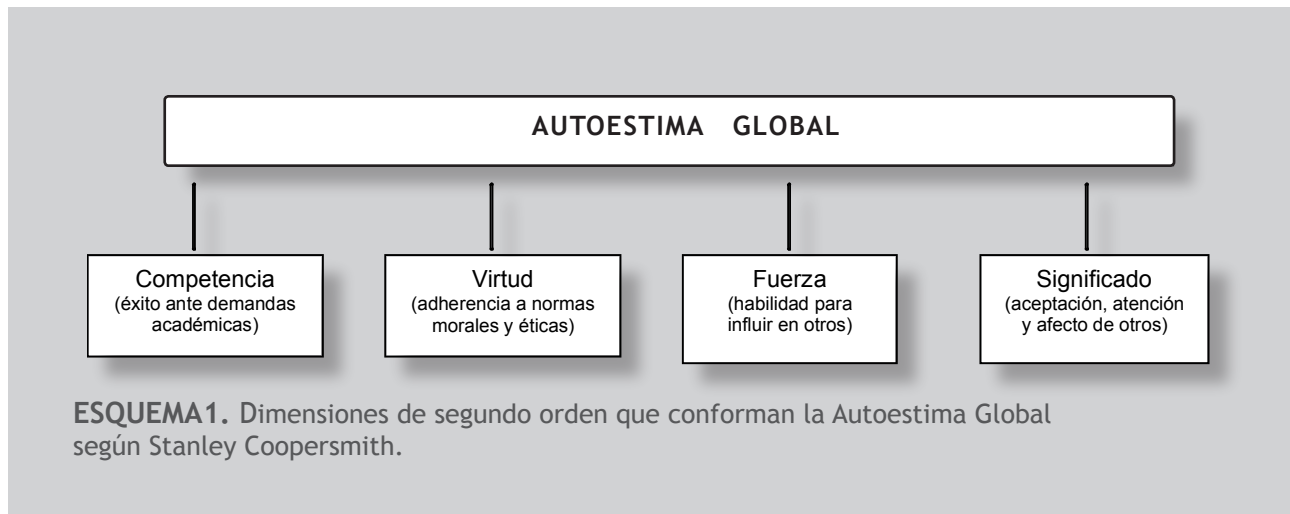 AUTOESTIMA GLOBAL
Competencia
(éxito ante demandas
académicas)
Virtud
(adherencia a normas
morales y éticas)
Fuerza
(habilidad para
influir en otros)
Significado
(aceptación, atención
y afecto de otros)
ESQUEMA1. Dimensiones de segundo orden que conforman la Autoestima Global
según Stanley Coopersmith.